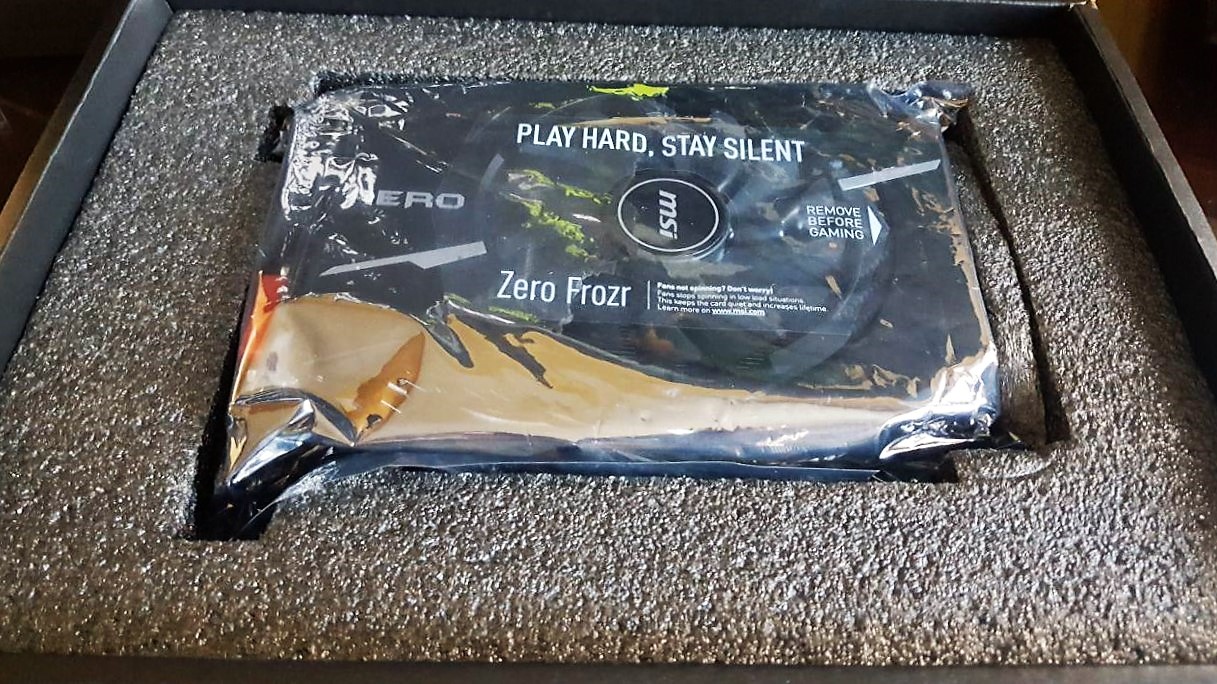 PLAY HARD, STAY SILENT
ERO
msi
REMOVE
BEFORE
GAMING
Zero Frozr
Fans not spinning? Don't worry!
Fans stops spinning in low load situations.
This keeps the card quiet and increases lifetime.
Learn more on www.msi.com